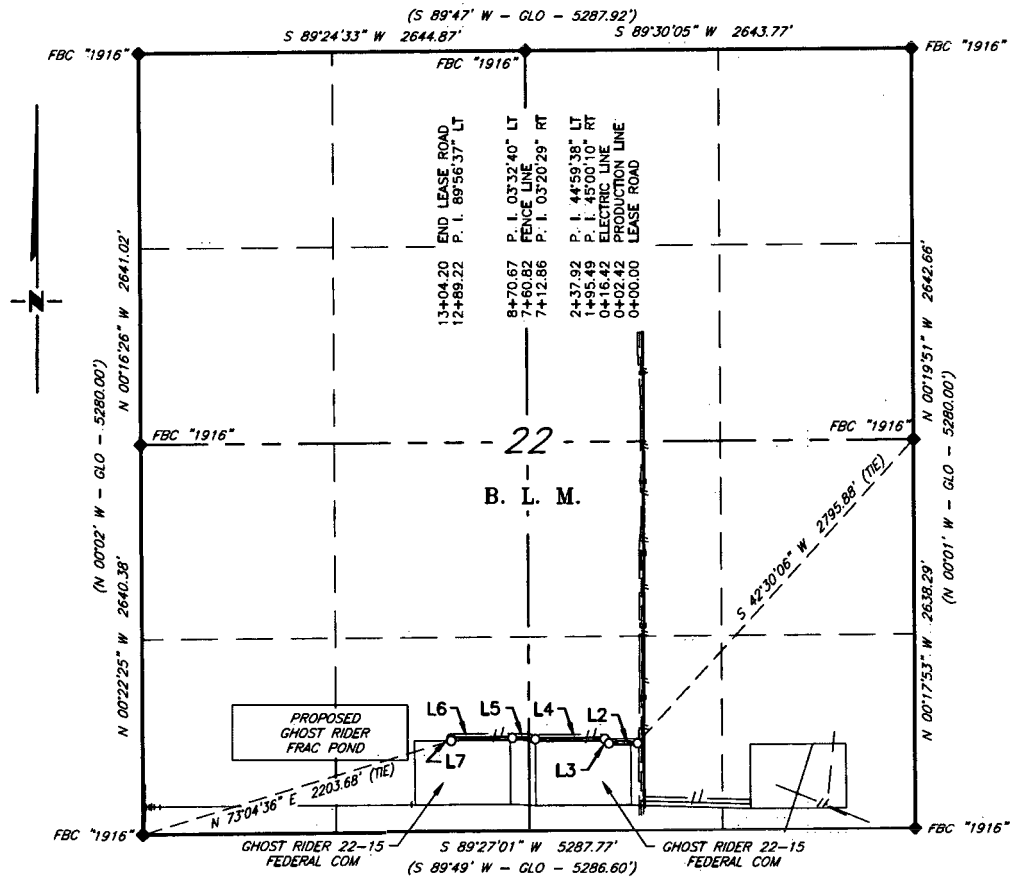 (S 89°47' W - GLO - 5287.92')
S 89°24'33" W 2644.87'
S 89°30'05" W 2643.77'
FBC "1916"
FBC "1916"
FBC "1916"
13+04.20 END LEASE ROAD
12+89.22 P. I. 89°56'37" LT
8+70.67 P. I. 03°32'40" LT
7+60.82 FENCE LINE
7+12.86 P. I. 03°20'29" RT
2+37.92 P. I. 44°59'38" LT
1+95.49 P. I. 45°00'10" RT
0+16.42 ELECTRIC LINE
0+02.42 PRODUCTION LINE
0+00.00 LEASE ROAD
N 00°16'26" W 2641.02'
N 00°19'51" W 2642.66'
N
(N 00°02' W - GLO - 5280.00')
(N 00°01' W - GLO - 5280.00')
FBC "1916"
FBC "1916"
22
B. L. M.
S 42°30'06" W 2795.88' (TIE)
N 00°22'25" W 2640.38'
N 00°17'53" W 2638.29'
PROPOSED
GHOST RIDER
FRAC POND
L6
L5
L4
L2
L7
L3
N 73°04'36" E 2203.68' (TIE)
FBC "1916"
FBC "1916"
GHOST RIDER 22-15
FEDERAL COM
S 89°27'01" W 5287.77'
(S 89°49' W - GLO - 5286.60')
GHOST RIDER 22-15
FEDERAL COM